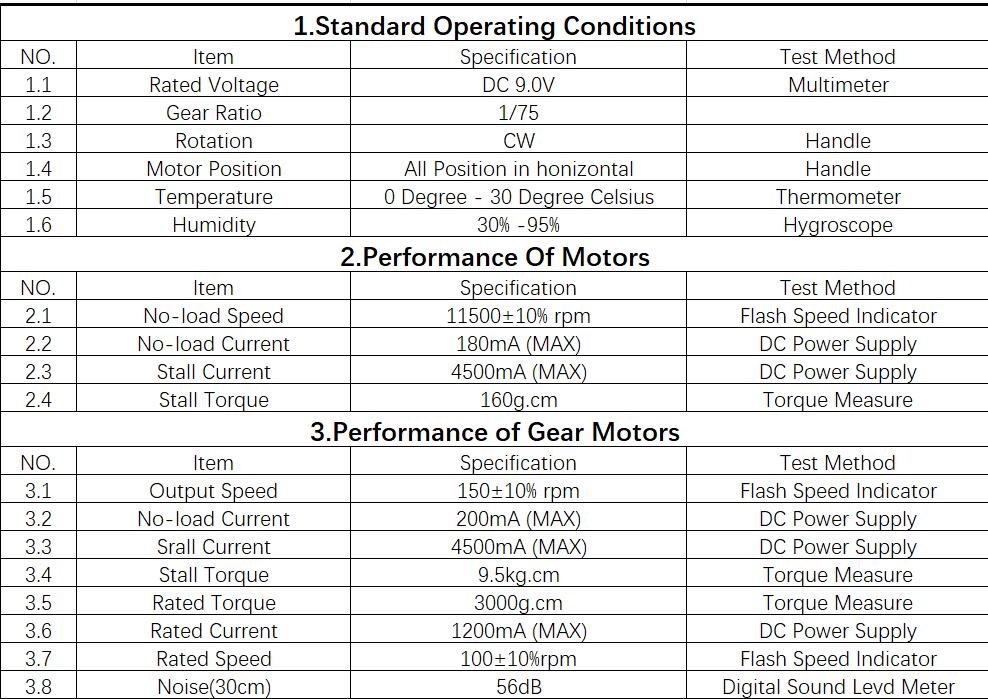 1.Standard Operating Conditions
NO. Item Specification Test Method
1.1 Rated Voltage DC 9.0V Multimeter
1.2 Gear Ratio 1/75
1.3 Rotation CW Handle
1.4 Motor Position All Position in honizontal Handle
1.5 Temperature 0 Degree - 30 Degree Celsius Thermometer
1.6 Humidity 30% -95% Hygroscope
2.Performance Of Motors
NO. Item Specification Test Method
2.1 No-load Speed 11500±10% rpm Flash Speed Indicator
2.2 No-load Current 180mA (MAX) DC Power Supply
2.3 Stall Current 4500mA (MAX) DC Power Supply
2.4 Stall Torque 160g.cm Torque Measure
3.Performance of Gear Motors
NO. Item Specification Test Method
3.1 Output Speed 150±10% rpm Flash Speed Indicator
3.2 No-load Current 200mA (MAX) DC Power Supply
3.3 Srall Current 4500mA (MAX) DC Power Supply
3.4 Stall Torque 9.5kg.cm Torque Measure
3.5 Rated Torque 3000g.cm Torque Measure
3.6 Rated Current 1200mA (MAX) DC Power Supply
3.7 Rated Speed 100±10%rpm Flash Speed Indicator
3.8 Noise(30cm) 56dB Digital Sound Levd Meter